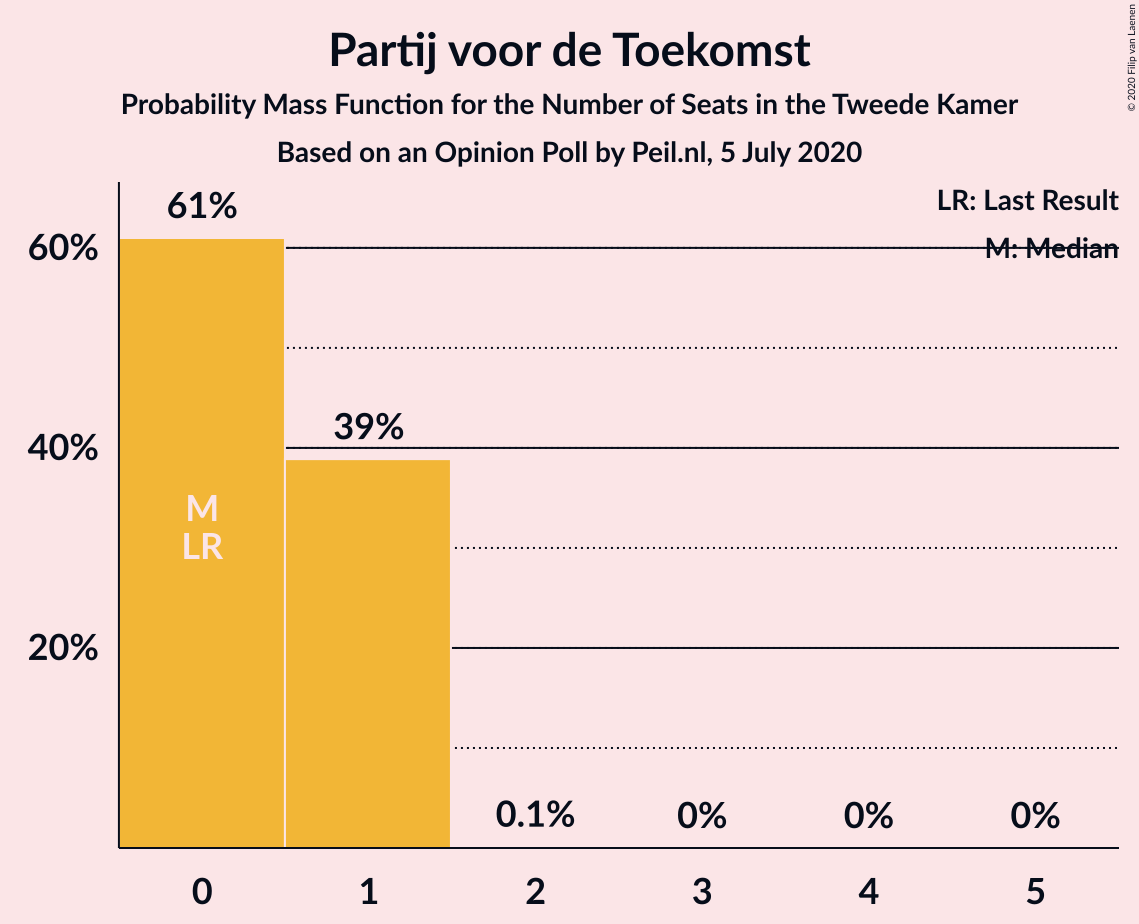 Partij voor de Toekomst
Probability Mass Function for the Number of Seats in the Tweede Kamer
Based on an Opinion Poll by Peil.nl, 5 July 2020
© 2020 Filip van Laenen
LR: Last Result
M: Median
61%
60%
39%
40%
M
LR
20%
0.1%
0%
0%
0%
0
1
2
3
4
5